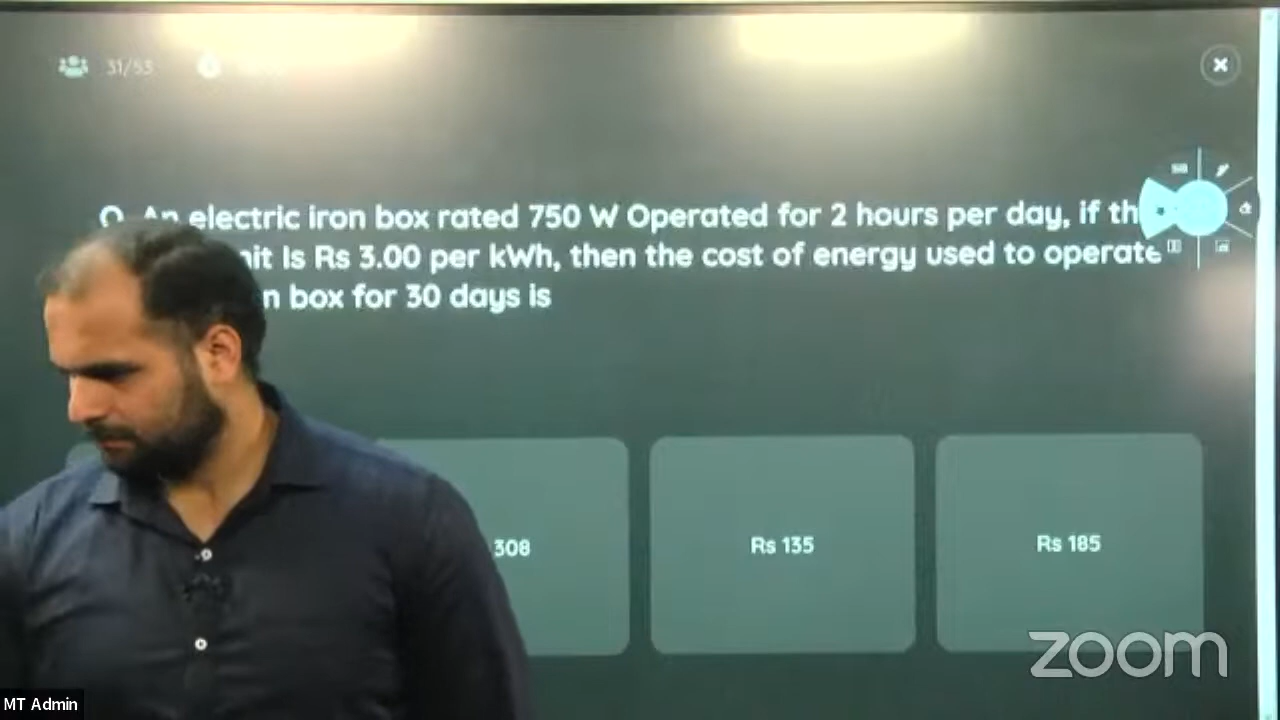 31/53
Q. An electric iron box rated 750 W Operated for 2 hours per day, if th
nit Is Rs 3.00 per kWh, then the cost of energy used to operate
n box for 30 days is
308
Rs 135
Rs 185
zoom
MT Admin